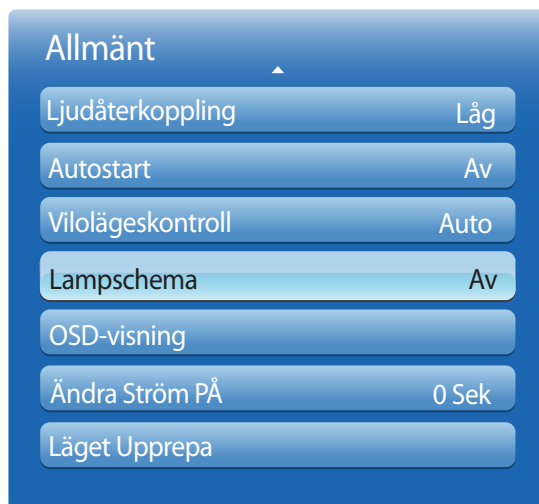 Allmänt
Ljudåterkoppling Låg
Autostart Av
Vilolägeskontroll Auto
Lampschema Av
OSD-visning
Ändra Ström PÅ 0 Sek
Läget Upprepa